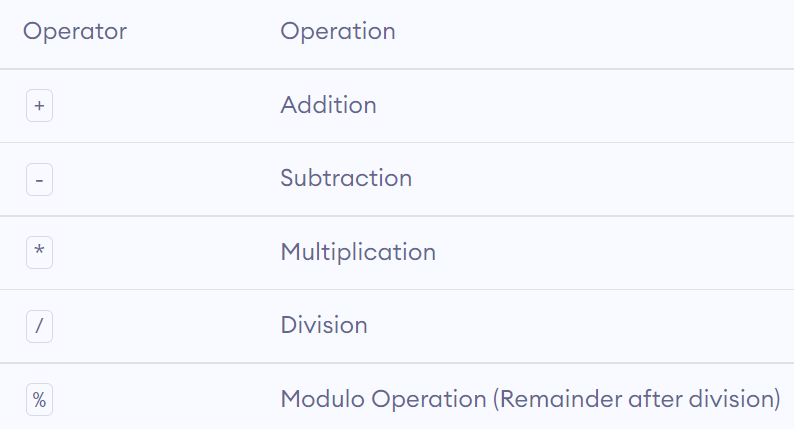 Operator Operation
+ Addition
- Subtraction
* Multiplication
/ Division
% Modulo Operation (Remainder after division)